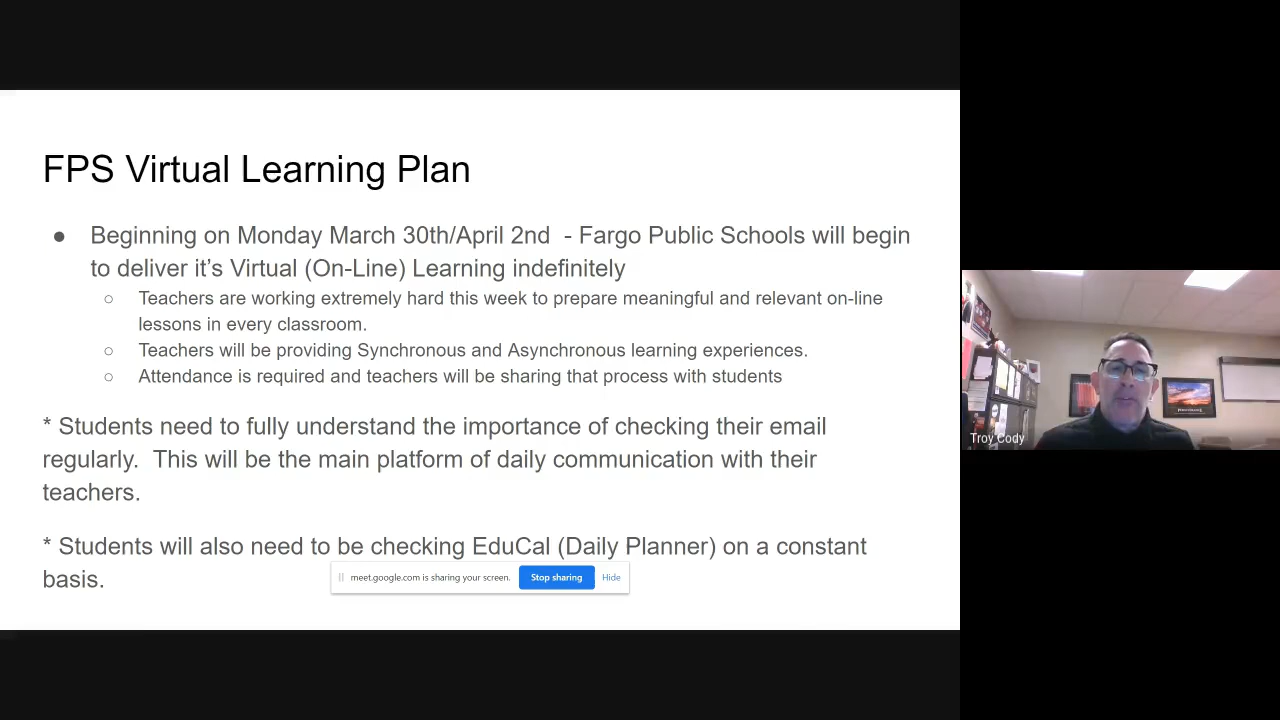 FPS Virtual Learning Plan
● Beginning on Monday March 30th/April 2nd  - Fargo Public Schools will begin
to deliver it's Virtual (On-Line) Learning indefinitely
○ Teachers are working extremely hard this week to prepare meaningful and relevant on-line
lessons in every classroom.
○ Teachers will be providing Synchronous and Asynchronous learning experiences.
○ Attendance is required and teachers will be sharing that process with students
* Students need to fully understand the importance of checking their email
regularly.  This will be the main platform of daily communication with their
teachers.
* Students will also need to be checking EduCal (Daily Planner) on a constant
basis.
meet.google.com is sharing your screen. Stop sharing Hide
Troy Cody